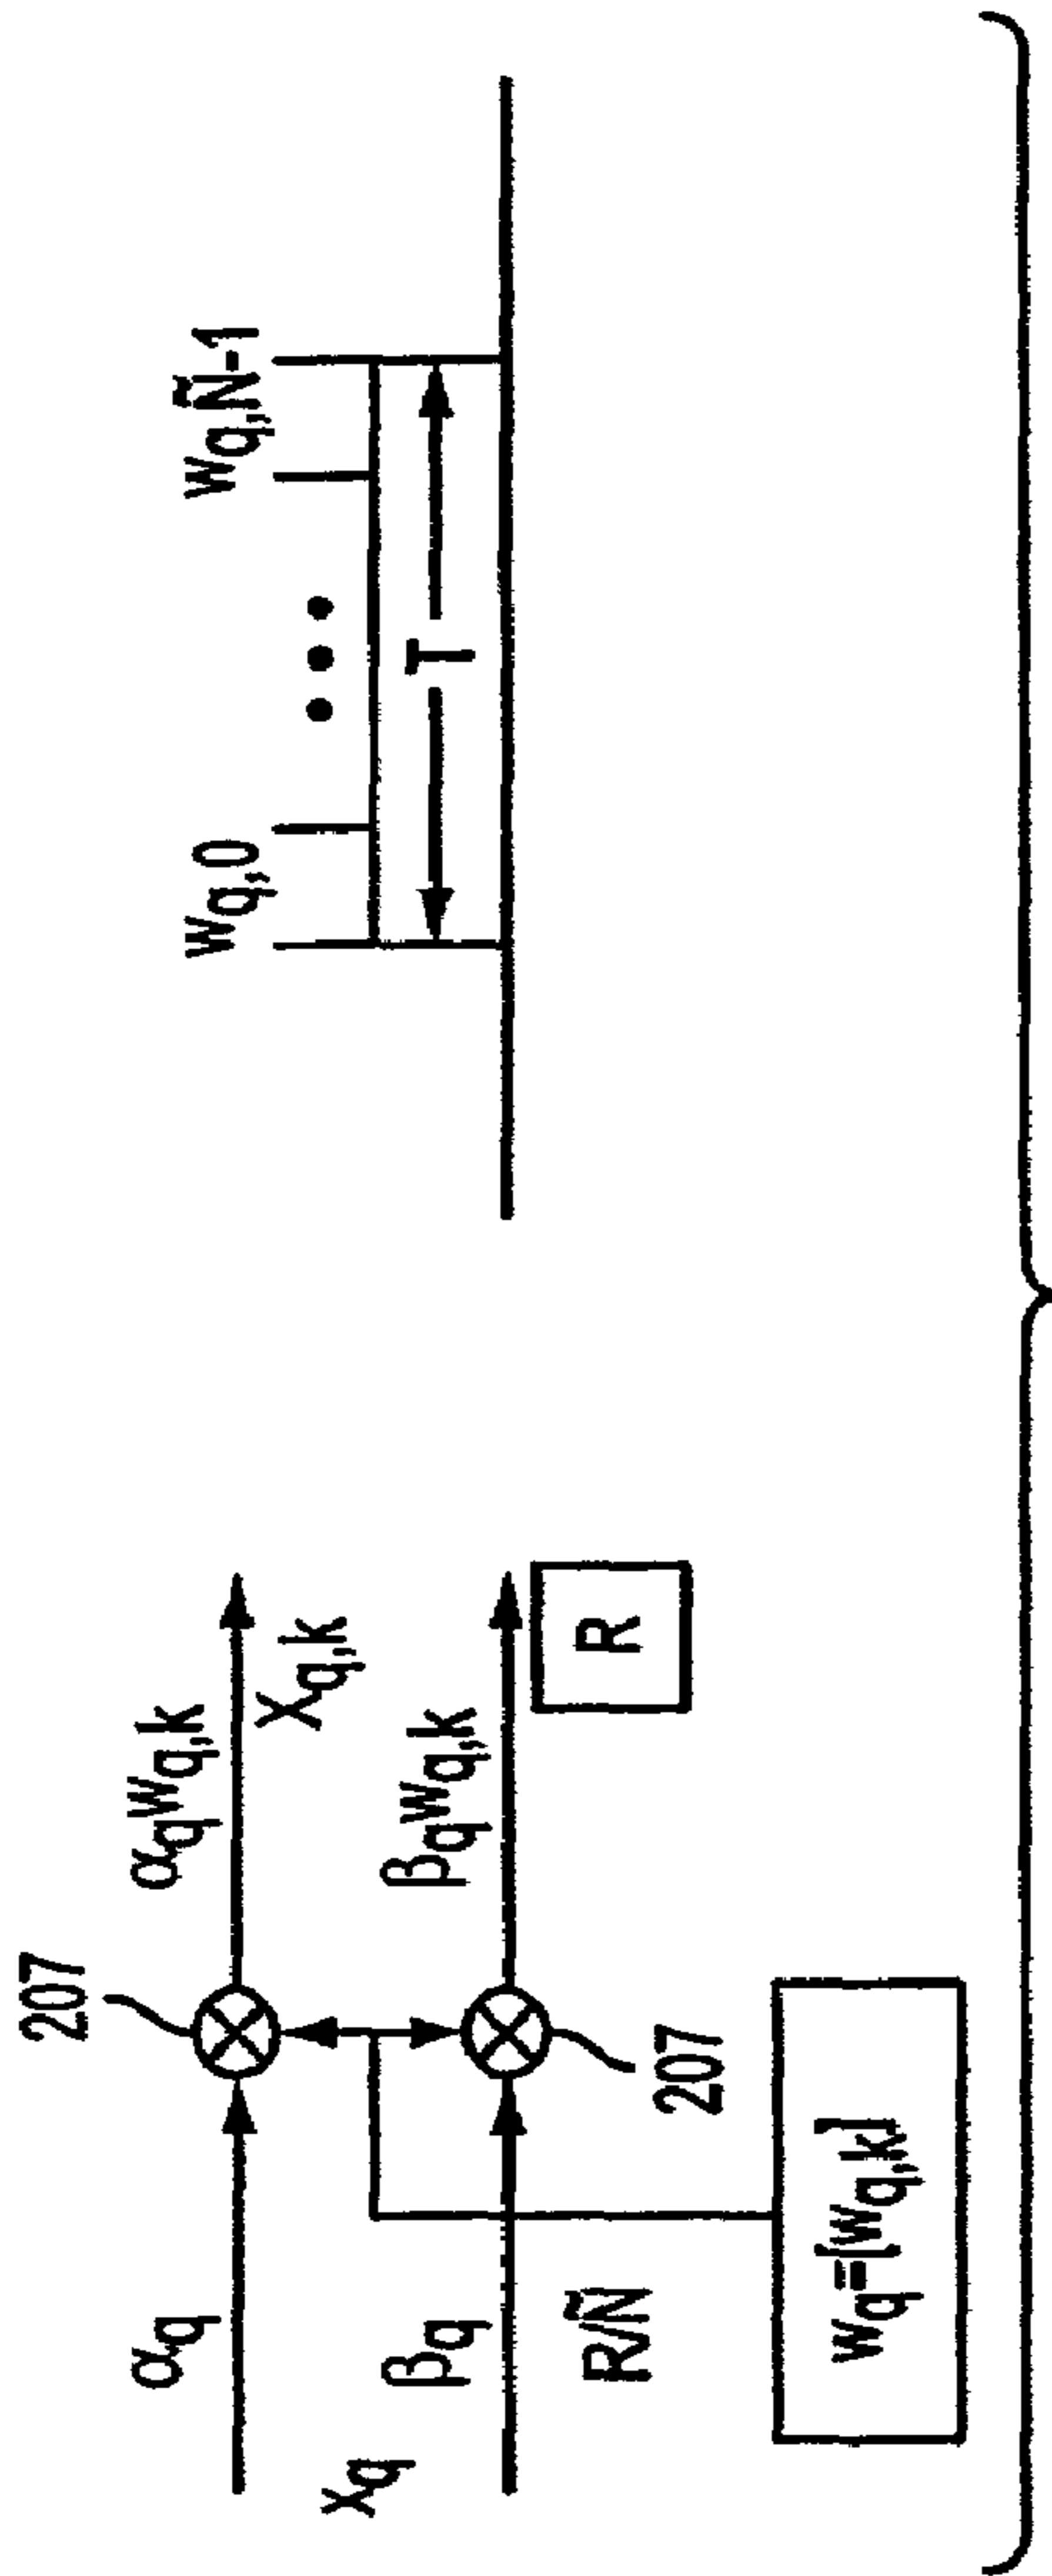 207
α_q
α_q w_q,k
X_q,k
x_q
β_q
β_q w_q,k
R/Ñ
207
R
w_q=[w_q,k]
w_q,0
w_q,Ñ-1
T